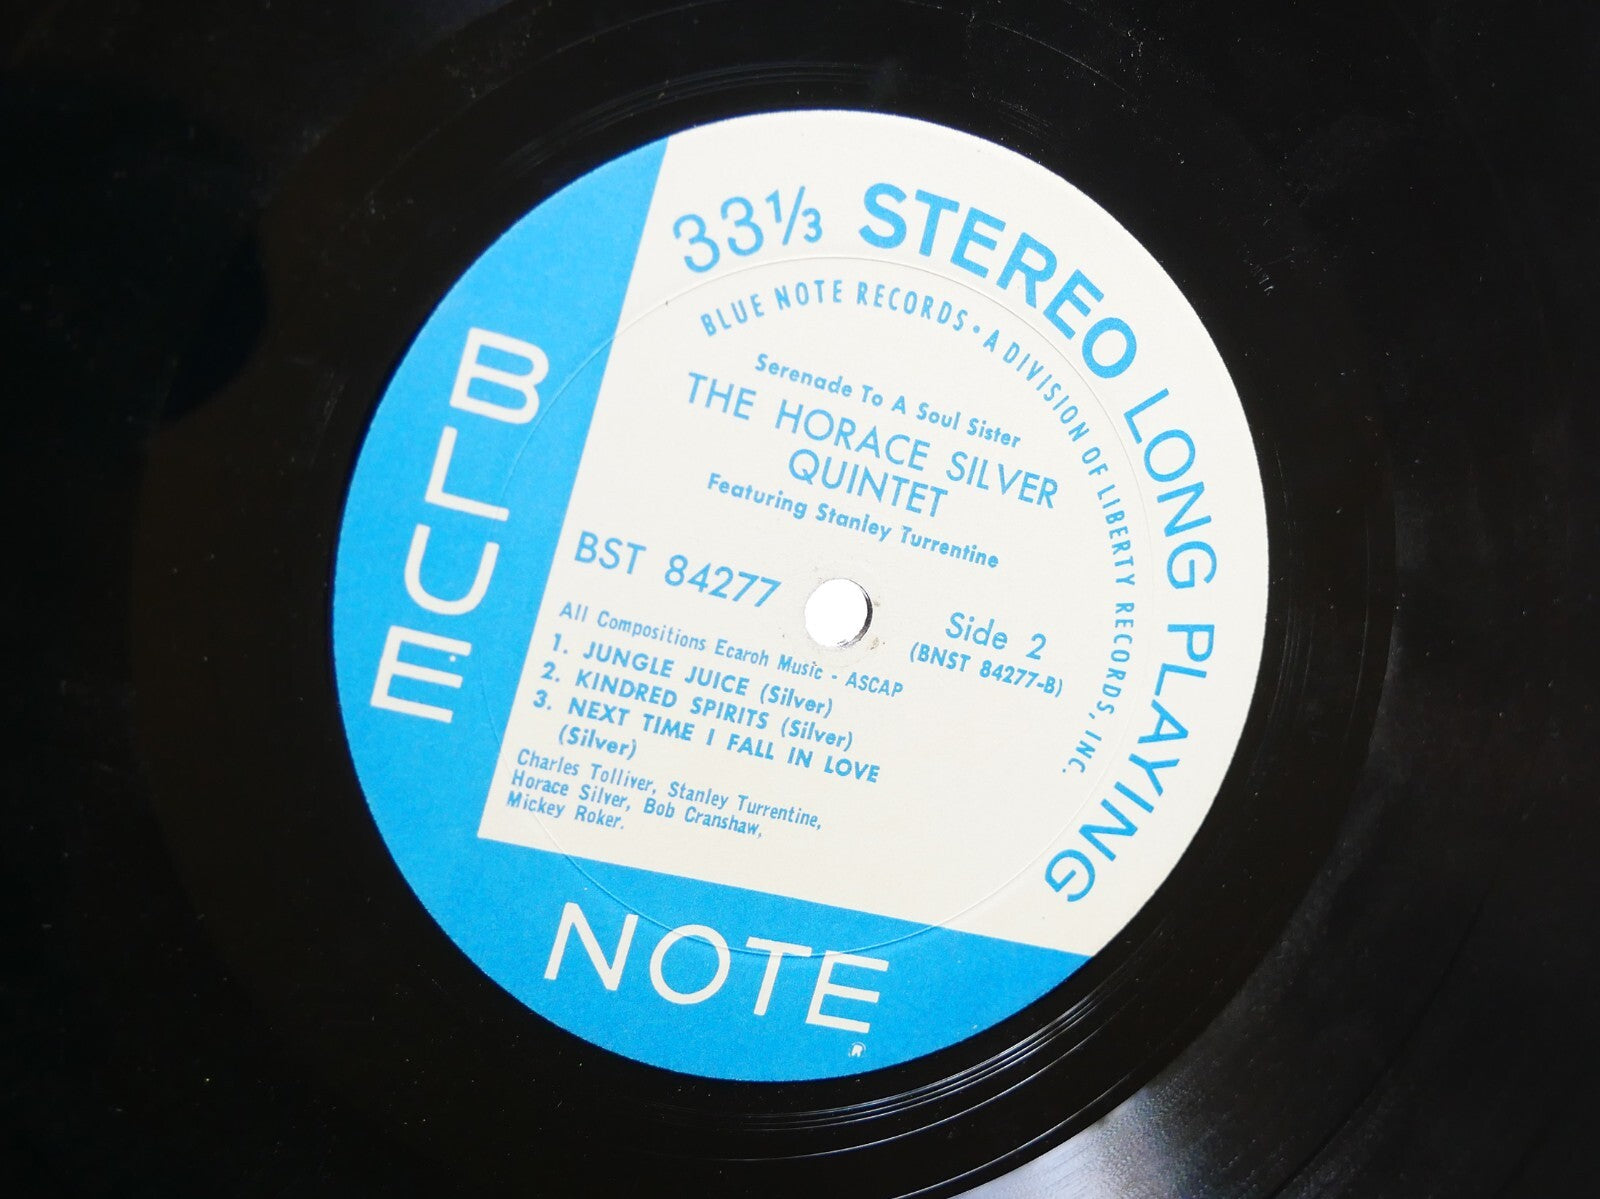 33 1/3 STEREO LONG PLAYING
BLUE NOTE RECORDS • A DIVISION OF LIBERTY RECORDS, INC.
Serenade To A Soul Sister
THE HORACE SILVER
QUINTET
Featuring Stanley Turrentine
BST 84277
Side 2
(BNST 84277-B)
All Compositions Ecaroh Music - ASCAP
1. JUNGLE JUICE (Silver)
2. KINDRED SPIRITS (Silver)
3. NEXT TIME I FALL IN LOVE
(Silver)
Charles Tolliver, Stanley Turrentine,
Horace Silver, Bob Cranshaw,
Mickey Roker.
BLUE
NOTE
®